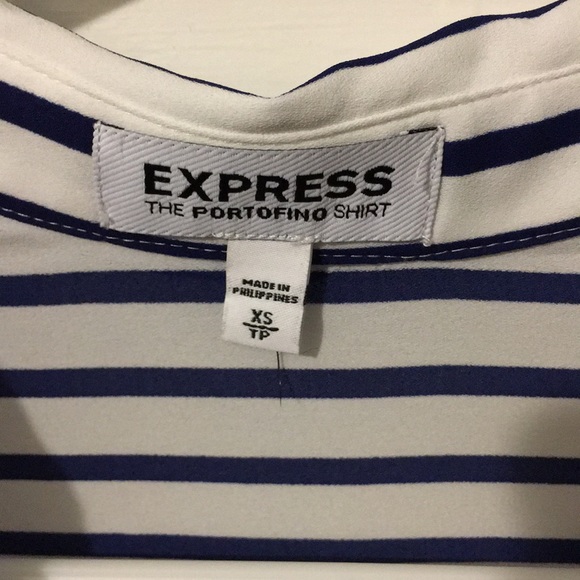 EXPRESS
THE PORTOFINO SHIRT
MADE IN
PHILIPPINES
XS
TP